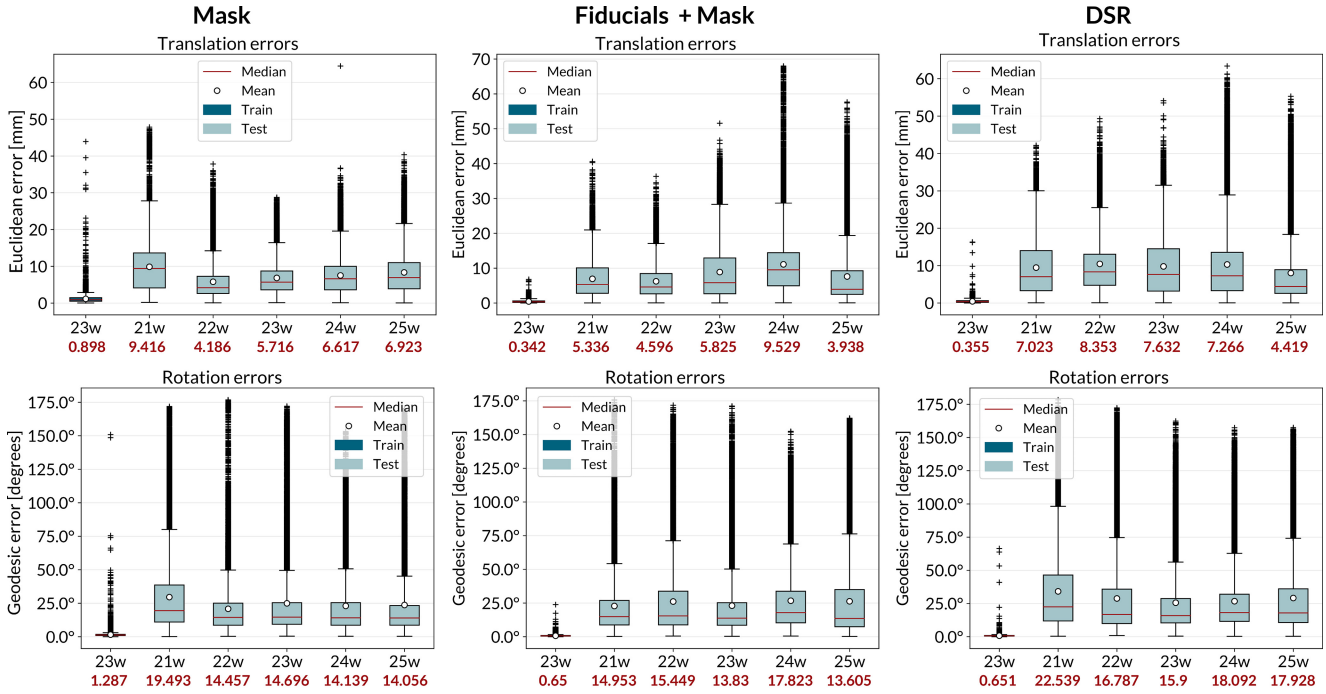 Mask
Fiducials + Mask
DSR
Translation errors
Euclidean error [mm]
60
50
40
30
20
10
0
Median
Mean
Train
Test
23w 21w 22w 23w 24w 25w
0.898 9.416 4.186 5.716 6.617 6.923
Translation errors
Euclidean error [mm]
70
60
50
40
30
20
10
0
Median
Mean
Train
Test
23w 21w 22w 23w 24w 25w
0.342 5.336 4.596 5.825 9.529 3.938
Translation errors
Euclidean error [mm]
60
50
40
30
20
10
0
Median
Mean
Train
Test
23w 21w 22w 23w 24w 25w
0.355 7.023 8.353 7.632 7.266 4.419
Rotation errors
Geodesic error [degrees]
175.0°
150.0°
125.0°
100.0°
75.0°
50.0°
25.0°
0.0°
Median
Mean
Train
Test
23w 21w 22w 23w 24w 25w
1.287 19.493 14.457 14.696 14.139 14.056
Rotation errors
Geodesic error [degrees]
175.0°
150.0°
125.0°
100.0°
75.0°
50.0°
25.0°
0.0°
Median
Mean
Train
Test
23w 21w 22w 23w 24w 25w
0.65 14.953 15.449 13.83 17.823 13.605
Rotation errors
Geodesic error [degrees]
175.0°
150.0°
125.0°
100.0°
75.0°
50.0°
25.0°
0.0°
Median
Mean
Train
Test
23w 21w 22w 23w 24w 25w
0.651 22.539 16.787 15.9 18.092 17.928